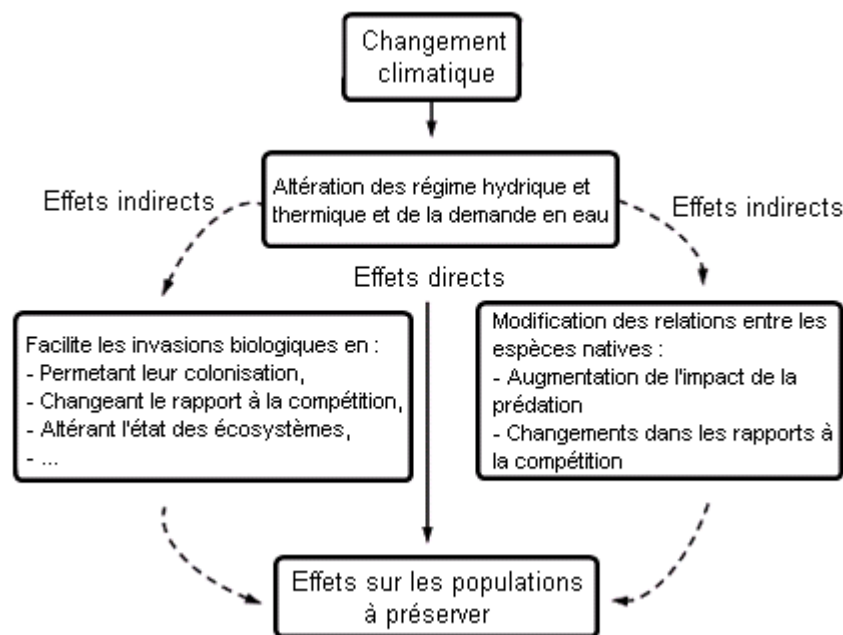 Changement
climatique
Altération des régime hydrique et
thermique et de la demande en eau
Effets indirects
Effets indirects
Effets directs
Facilite les invasions biologiques en :
- Permetant leur colonisation,
- Changeant le rapport à la compétition,
- Altérant l'état des écosystèmes,
- ...
Modification des relations entre les
espèces natives :
- Augmentation de l'impact de la
prédation
- Changements dans les rapports à
la compétition
Effets sur les populations
à préserver